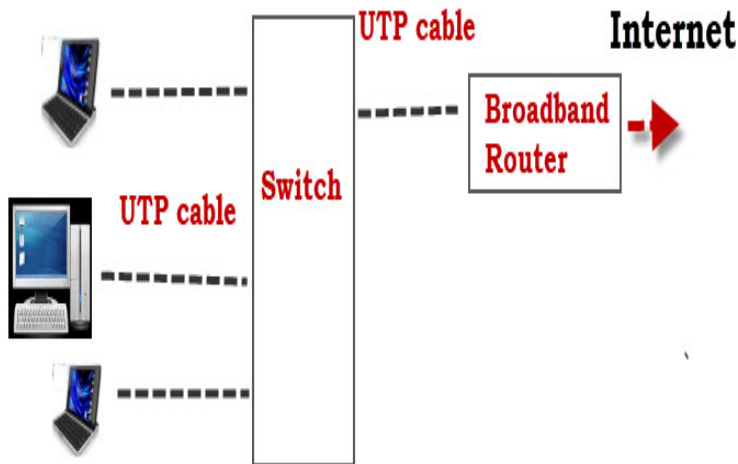 UTP cable
Internet
Broadband
Router
Switch
UTP cable